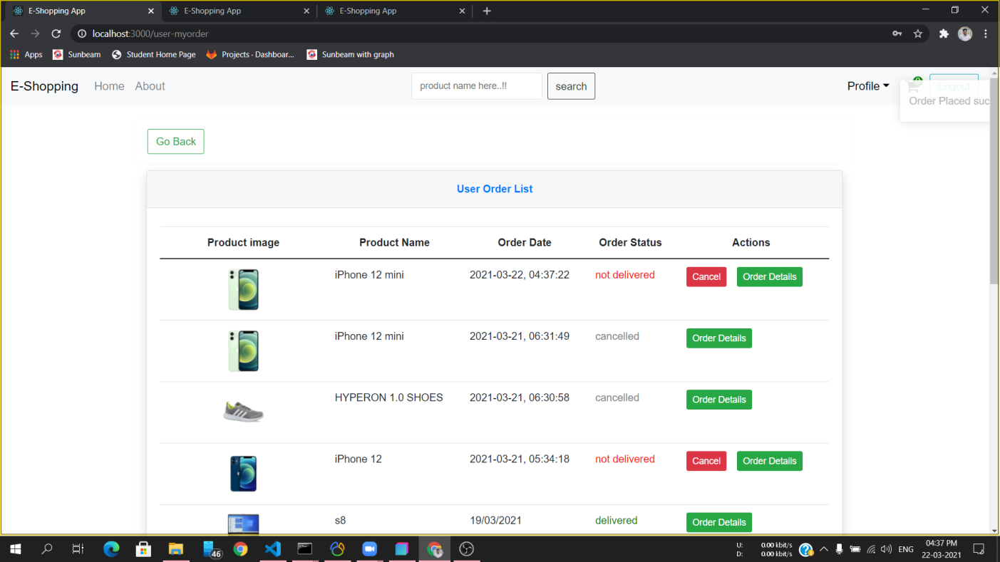 E-Shopping App
E-Shopping App
E-Shopping App
localhost:3000/user-myorder
Apps
Sunbeam
Student Home Page
Projects · Dashboar...
Sunbeam with graph
E-Shopping
Home
About
product name here..!!
search
Profile
0
Logout
Order Placed suc
Go Back
User Order List
Product image Product Name Order Date Order Status Actions
iPhone 12 mini 2021-03-22, 04:37:22 not delivered Cancel Order Details
iPhone 12 mini 2021-03-21, 06:31:49 cancelled Order Details
HYPERON 1.0 SHOES 2021-03-21, 06:30:58 cancelled Order Details
iPhone 12 2021-03-21, 05:34:18 not delivered Cancel Order Details
s8 19/03/2021 delivered Order Details
46
U: 0.00 kbit/s
D: 0.00 kbit/s
ENG
04:37 PM
22-03-2021